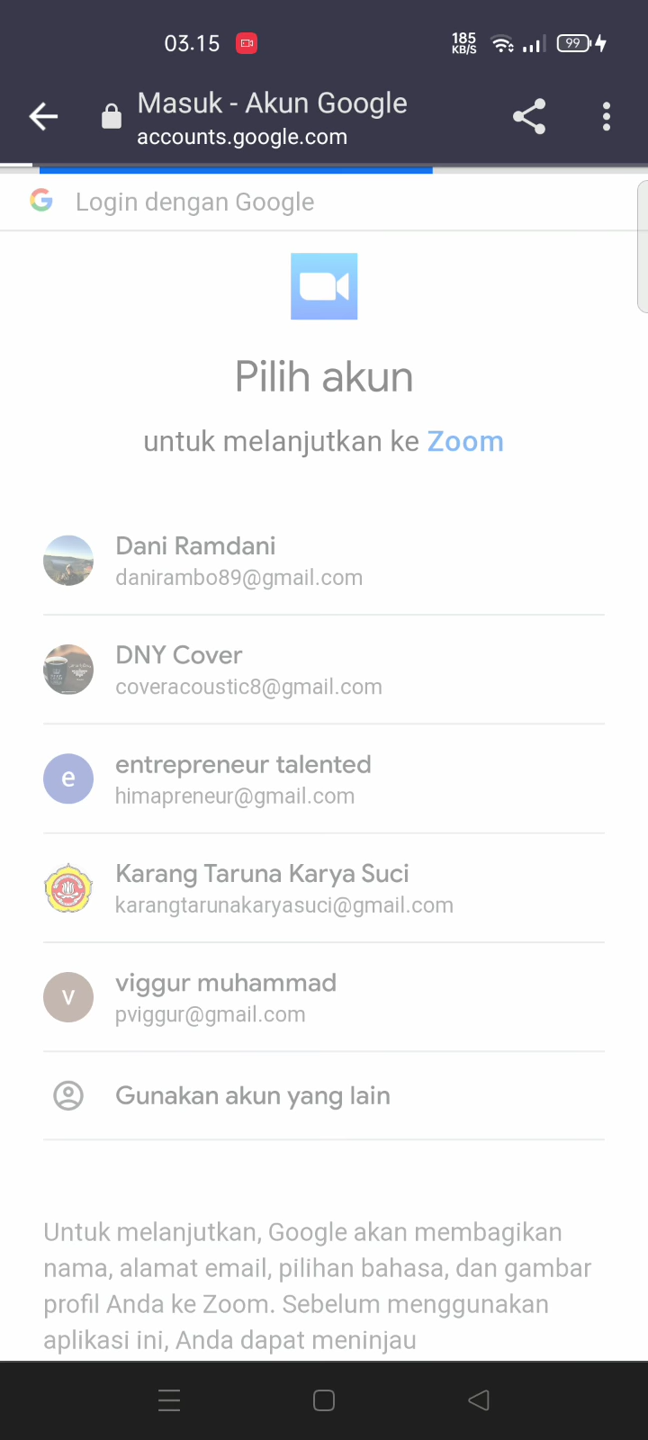 03.15
185
KB/S
99
Masuk - Akun Google
accounts.google.com
Login dengan Google
Pilih akun
untuk melanjutkan ke Zoom
Dani Ramdani
danirambo89@gmail.com
DNY Cover
coveracoustic8@gmail.com
e
entrepreneur talented
himapreneur@gmail.com
Karang Taruna Karya Suci
karangtarunakaryasuci@gmail.com
v
viggur muhammad
pviggur@gmail.com
Gunakan akun yang lain
Untuk melanjutkan, Google akan membagikan
nama, alamat email, pilihan bahasa, dan gambar
profil Anda ke Zoom. Sebelum menggunakan
aplikasi ini, Anda dapat meninjau